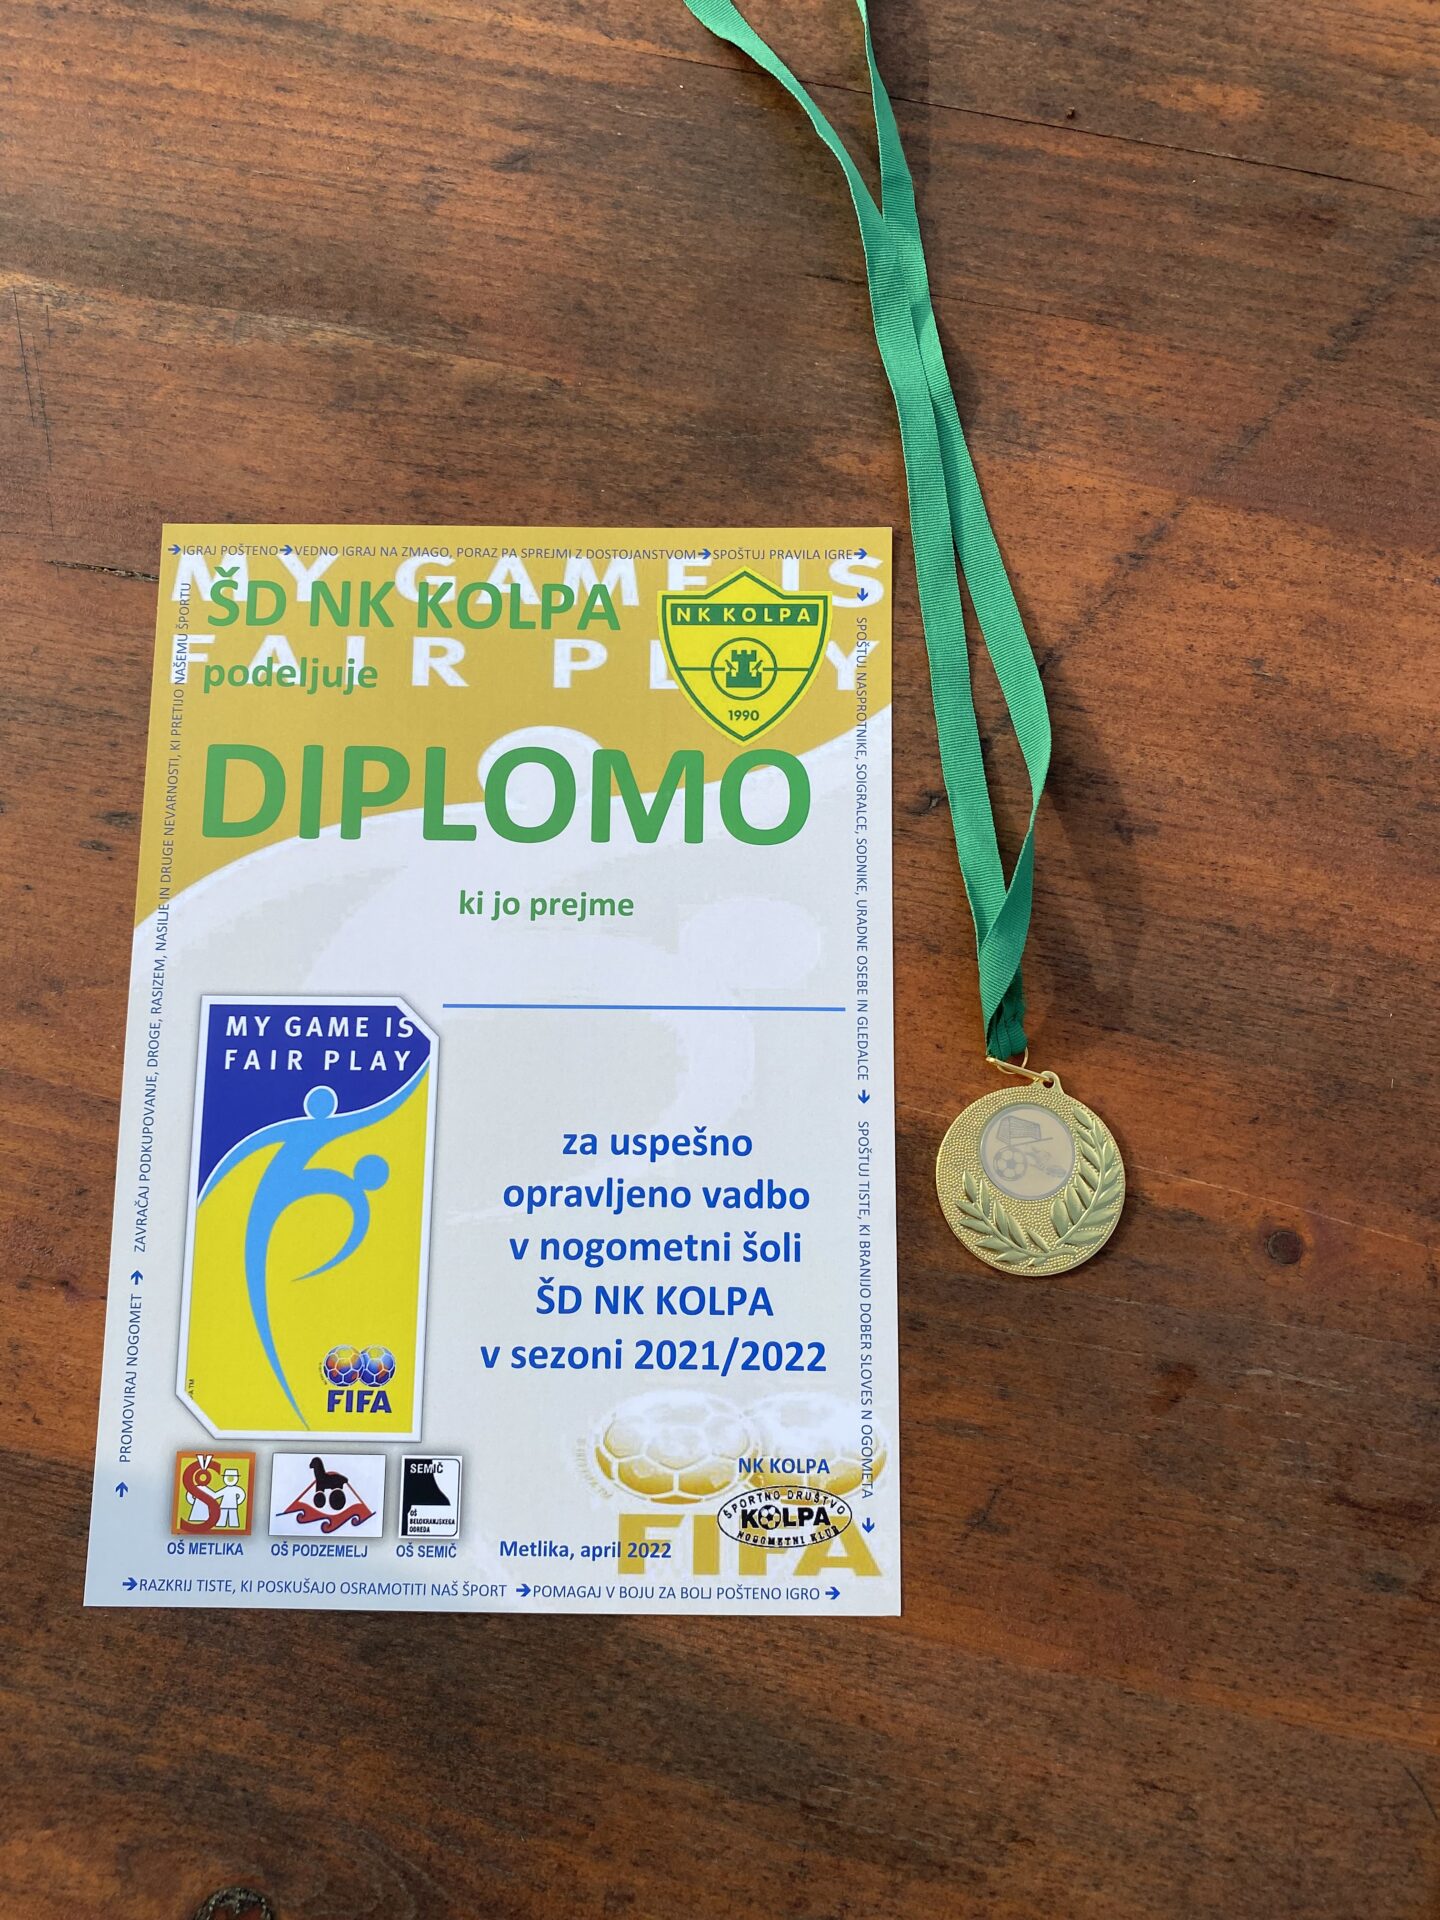 ➔IGRAJ POŠTENO➔VEDNO IGRAJ NA ZMAGO, PORAZ PA SPREJMI Z DOSTOJANSTVOM➔SPOŠTUJ PRAVILA IGRE➔
MY GAME IS
FAIR PLAY
ŠD NK KOLPA
podeljuje
NK KOLPA
1990
DIPLOMO
ki jo prejme
MY GAME IS
FAIR PLAY
FIFA
za uspešno
opravljeno vadbo
v nogometni šoli
ŠD NK KOLPA
v sezoni 2021/2022
SPOŠTUJ NASPROTNIKE, SOIGRALCE, SODNIKE, URADNE OSEBE IN GLEDALCE ➔ SPOŠTUJ TISTE, KI BRANIJO DOBER SLOVES N OGOMETA ➔
NK KOLPA
ŠPORTNO DRUŠTVO
KOLPA
NOGOMETNI KLUB
FIFA
SEMIČ
OŠ
BELOKRANJSKEGA
ODREDA
OŠ METLIKA
OŠ PODZEMELJ
OŠ SEMIČ
Metlika, april 2022
➔RAZKRIJ TISTE, KI POSKUŠAJO OSRAMOTITI NAŠ ŠPORT ➔POMAGAJ V BOJU ZA BOLJ POŠTENO IGRO ➔
➔ PROMOVIRAJ NOGOMET ➔ ZAVRAČAJ PODKUPOVANJE, DROGE, RASIZEM, NASILJE IN DRUGE NEVARNOSTI, KI PRETIJO NAŠEMU ŠPORTU